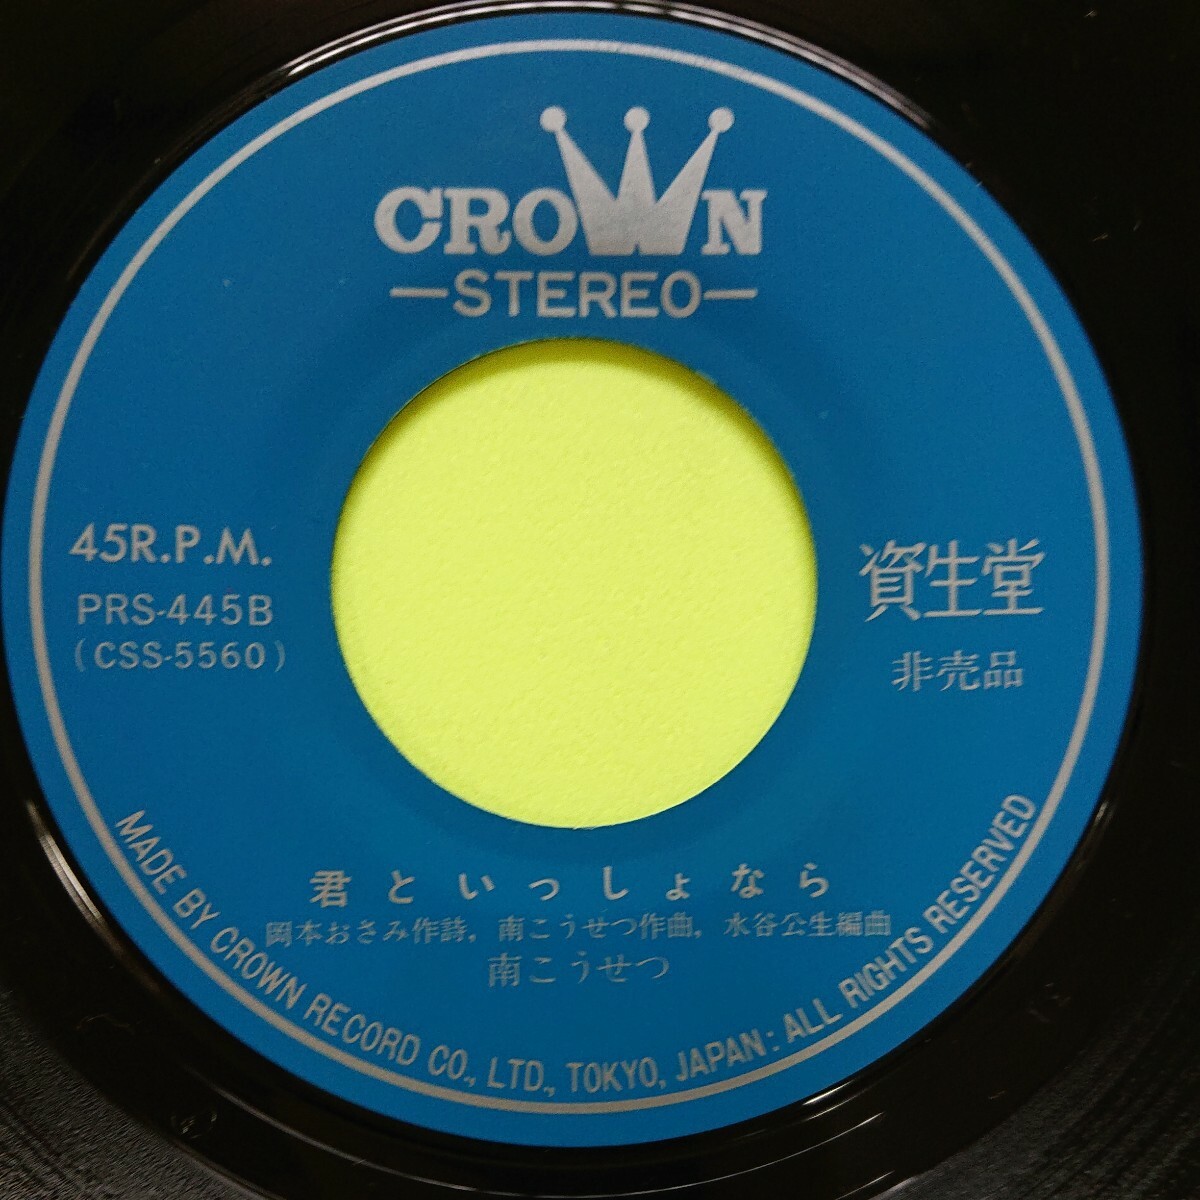 CROWN
—STEREO—
45R.P.M.
PRS-445B
(CSS-5560)
資生堂
非売品
君といっしょなら
岡本おさみ作詩, 南こうせつ作曲, 水谷公生編曲
南こうせつ
MADE BY CROWN RECORD CO., LTD., TOKYO, JAPAN: ALL RIGHTS RESERVED